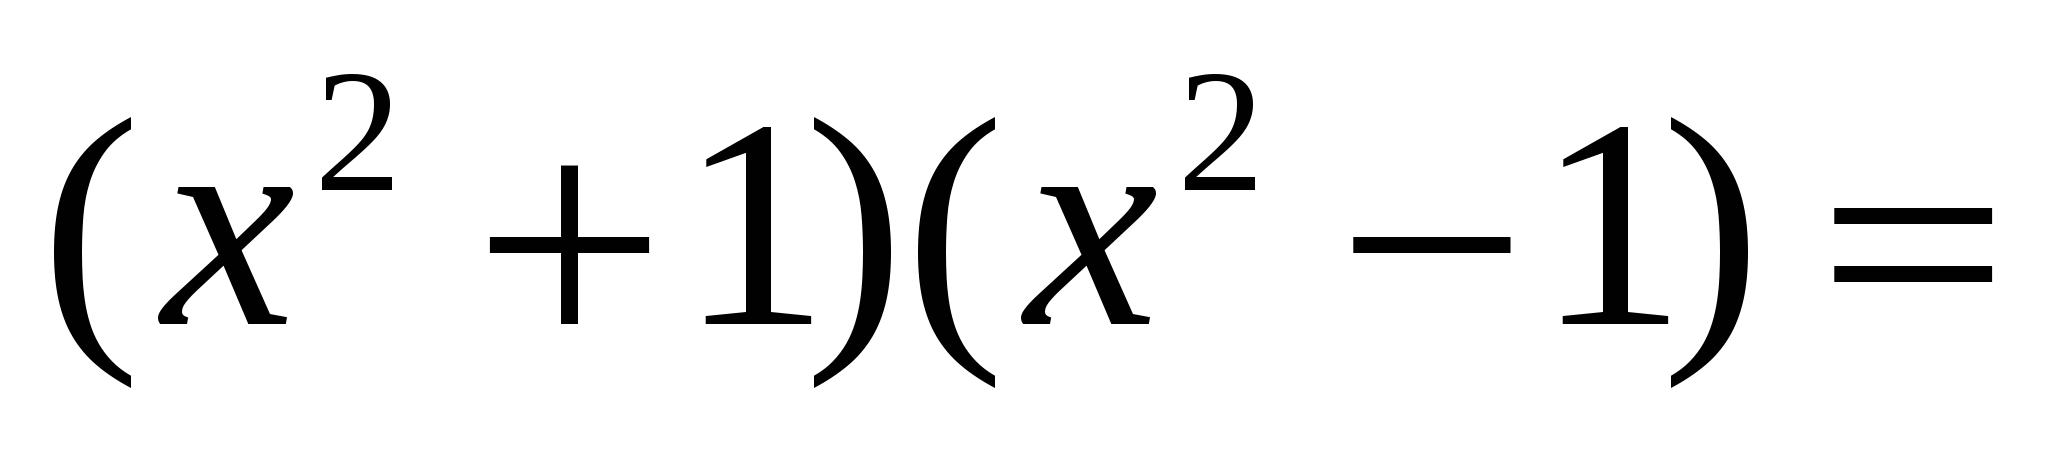 (x² + 1)(x² − 1) =